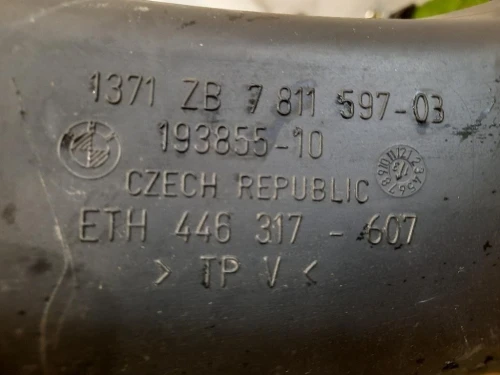 1371 ZB 7 811 597-03
193855-10
CZECH REPUBLIC
ETH 446 317 - 607
> TP V <